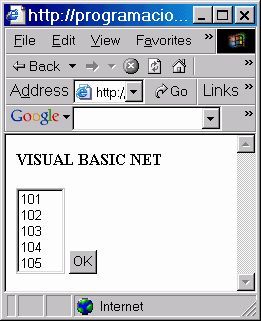 http://programacio...
File Edit View Favorites »
Back »
Address http:/ Go Links »
Google »
VISUAL BASIC NET
101
102
103
104
105 OK
Internet